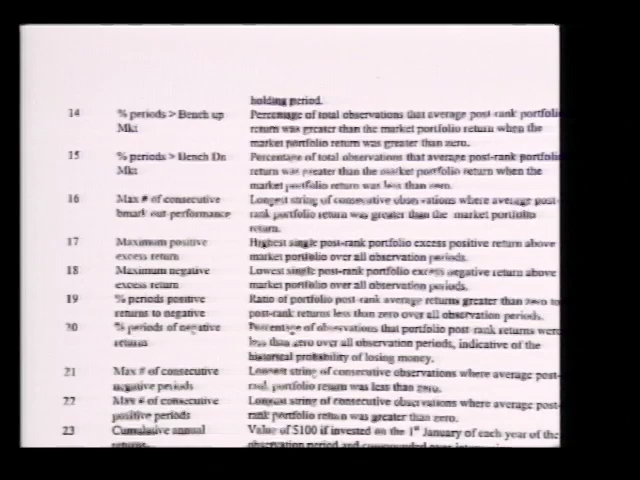 holding period.
14 % periods > Bench up Percentage of total observations that average post-rank portfolio
Mkt return was greater than the market portfolio return when the
market portfolio return was greater than zero.
15 % periods > Bench Dn Percentage of total observations that average post-rank portfolio
Mkt return was greater than the market portfolio return when the
market portfolio return was less than zero.
16 Max # of consecutive Longest string of consecutive observations where average post-
bmark out-performance rank portfolio return was greater than the market portfolio
return.
17 Maximum positive Highest single post-rank portfolio excess positive return above
excess return market portfolio over all observation periods.
18 Maximum negative Lowest single post-rank portfolio excess negative return above
excess return market portfolio over all observation periods.
19 % periods positive Ratio of portfolio post-rank average returns greater than zero to
returns to negative post-rank returns less than zero over all observation periods.
20 % periods of negative Percentage of observations that portfolio post-rank returns were
returns less than zero over all observation periods, indicative of the
historical probability of losing money.
21 Max # of consecutive Longest string of consecutive observations where average post-
negative periods rank portfolio return was less than zero.
22 Max # of consecutive Longest string of consecutive observations where average post-
positive periods rank portfolio return was greater than zero.
23 Cumulative annual Value of $100 if invested on the 1st January of each year of the
returns observation period and compounded over